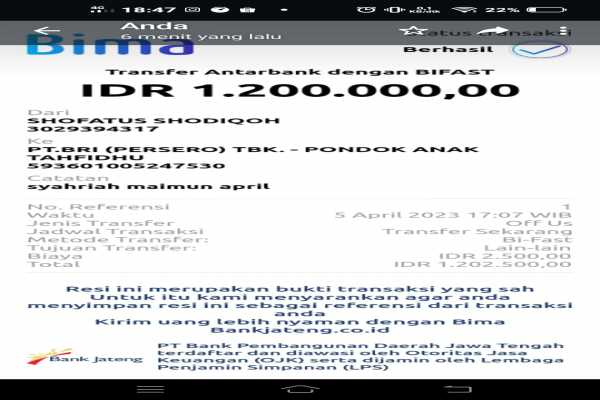 4G 18:47 0.1 KB/MDK 22%
Anda
6 menit yang lalu
Status Transaksi
Bima
Berhasil
Transfer Antarbank dengan BIFAST
IDR 1.200.000,00
Dari
SHOFATUS SHODIQOH
3029394317
Ke
PT.BRI (PERSERO) TBK. - PONDOK ANAK
TAHFIDHU
593601005247530
Catatan
syahriah maimun april
No. Referensi 1
Waktu 5 April 2023 17:07 WIB
Jenis Transfer Off Us
Jadwal Transaksi Transfer Sekarang
Metode Transfer: Bi-Fast
Tujuan Transfer: Lain-lain
Biaya IDR 2.500,00
Total IDR 1.202.500,00
Resi ini merupakan bukti transaksi yang sah
Untuk itu kami menyarankan agar anda
menyimpan resi ini sebagai referensi dari transaksi
anda
Kirim uang lebih nyaman dengan Bima
Bankjateng.co.id
Bank Jateng
PT Bank Pembangunan Daerah Jawa Tengah
terdaftar dan diawasi oleh Otoritas Jasa
Keuangan (OJK) serta dijamin oleh Lembaga
Penjamin Simpanan (LPS)